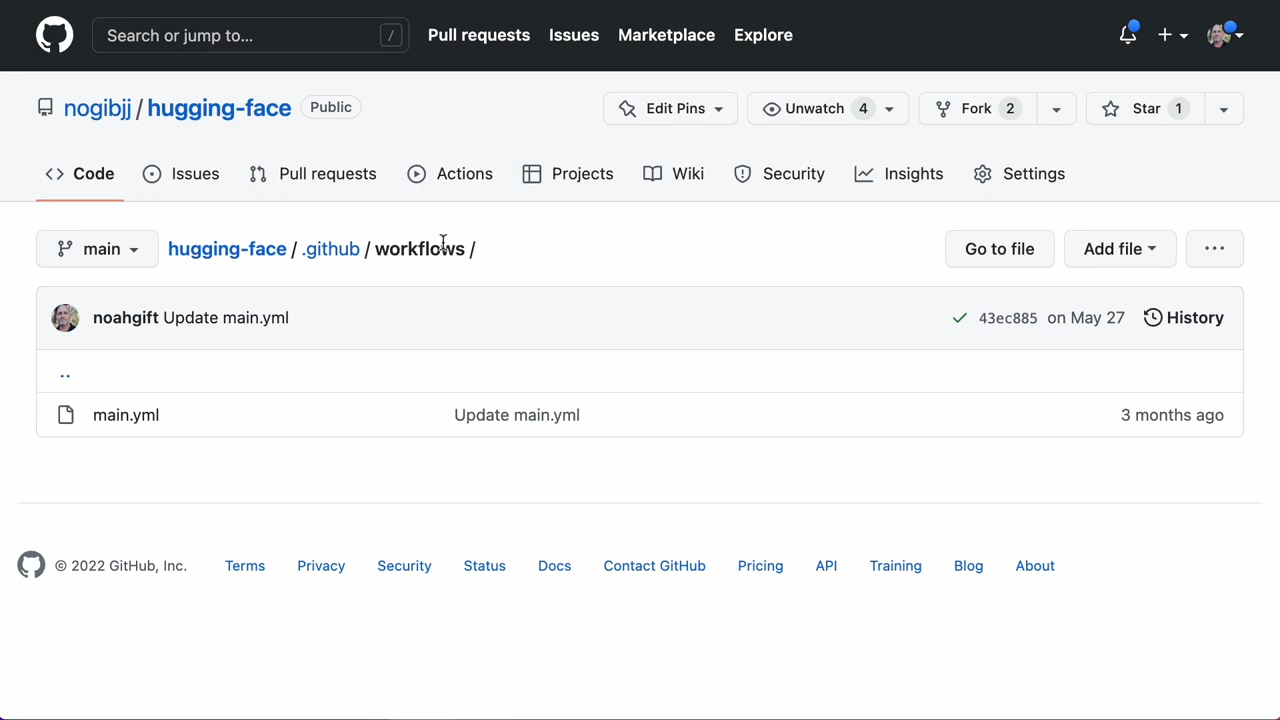 Search or jump to... /
Pull requests Issues Marketplace Explore
nogibjj / hugging-face Public
Edit Pins Unwatch 4 Fork 2 Star 1
Code Issues Pull requests Actions Projects Wiki Security Insights Settings
main hugging-face / .github / workflows /
Go to file Add file ...
noahgift Update main.yml 43ec885 on May 27 History
..
main.yml Update main.yml 3 months ago
© 2022 GitHub, Inc. Terms Privacy Security Status Docs Contact GitHub Pricing API Training Blog About